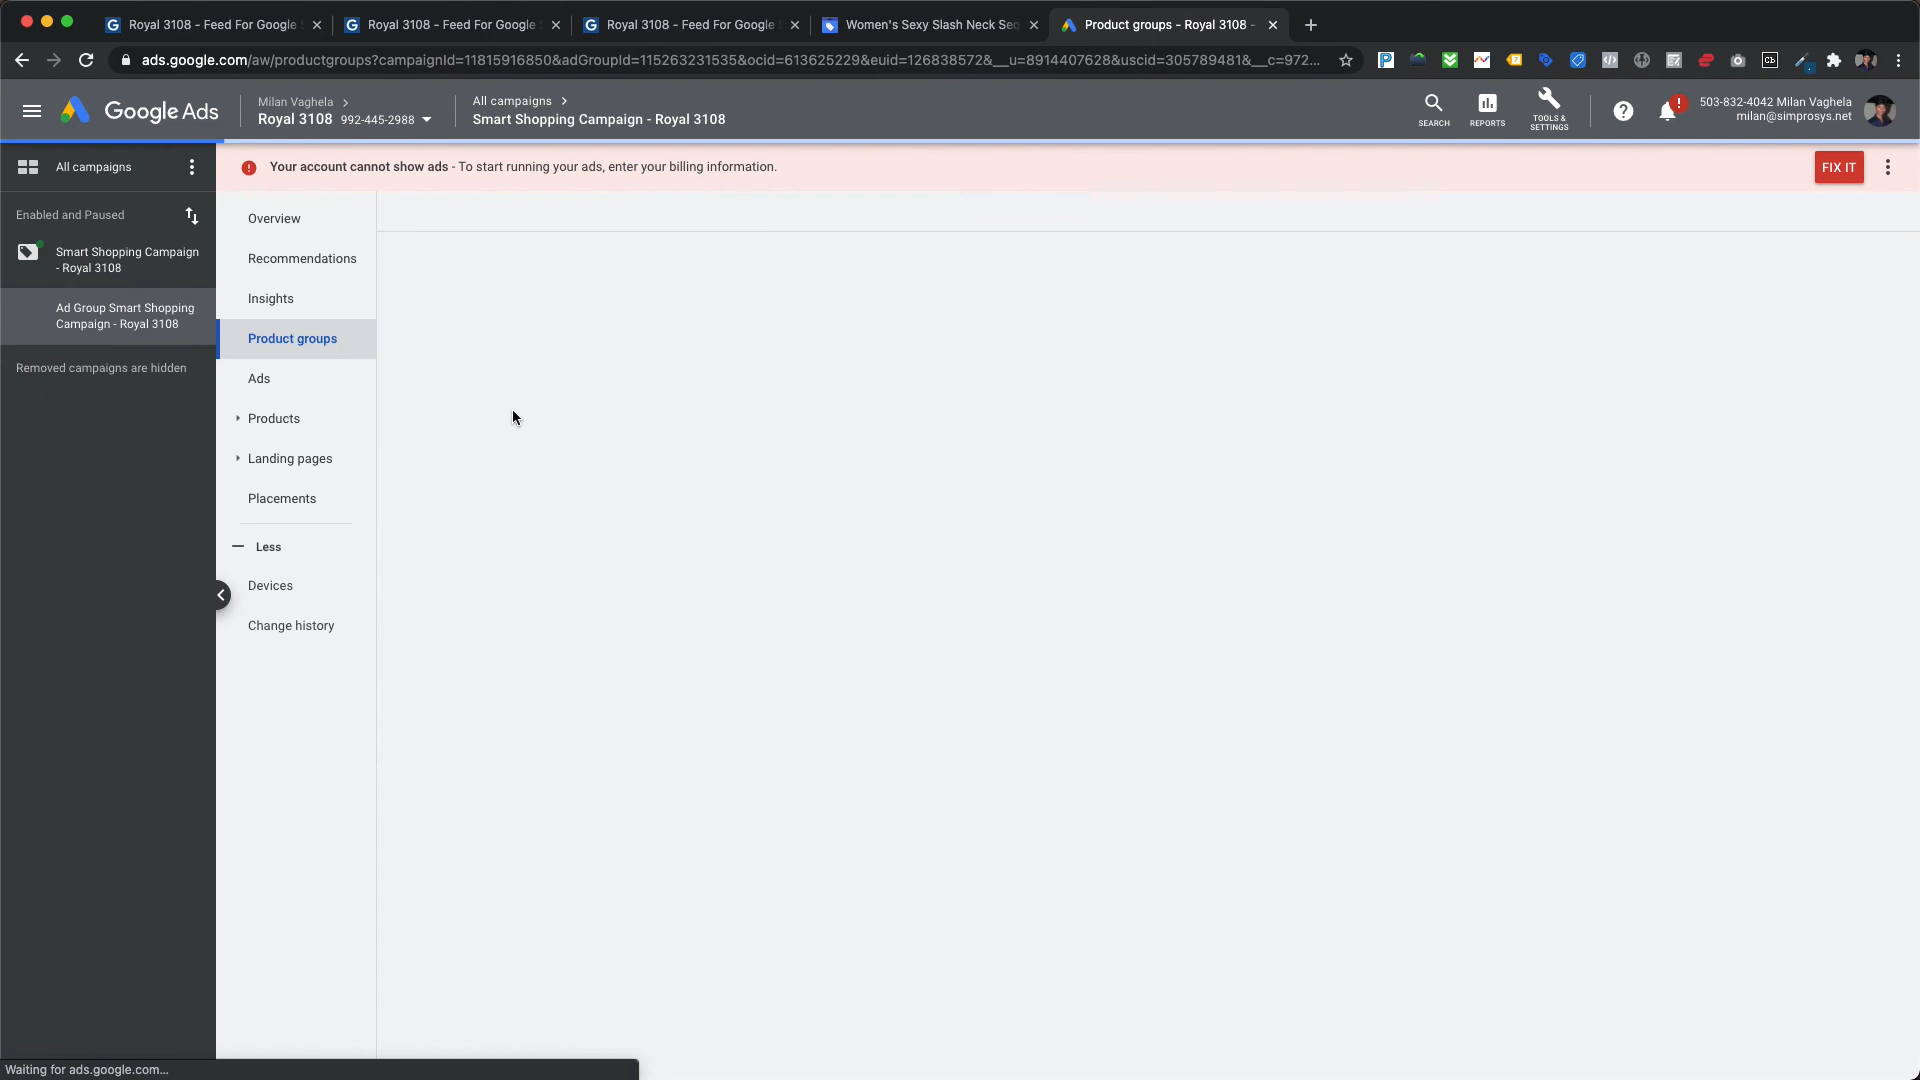 Royal 3108 - Feed For Google
Royal 3108 - Feed For Google
Royal 3108 - Feed For Google
Women's Sexy Slash Neck Seq
Product groups - Royal 3108 -
ads.google.com/aw/productgroups?campaignId=11815916850&adGroupId=115263231535&ocid=613625229&euid=126838572&__u=8914407628&uscid=305789481&__c=972...
Google Ads
Milan Vaghela
Royal 3108 992-445-2988
All campaigns
Smart Shopping Campaign - Royal 3108
SEARCH
REPORTS
TOOLS &
SETTINGS
503-832-4042 Milan Vaghela
milan@simprosys.net
All campaigns
Your account cannot show ads - To start running your ads, enter your billing information.
FIX IT
Enabled and Paused
Smart Shopping Campaign
- Royal 3108
Ad Group Smart Shopping
Campaign - Royal 3108
Removed campaigns are hidden
Overview
Recommendations
Insights
Product groups
Ads
Products
Landing pages
Placements
Less
Devices
Change history
Waiting for ads.google.com...